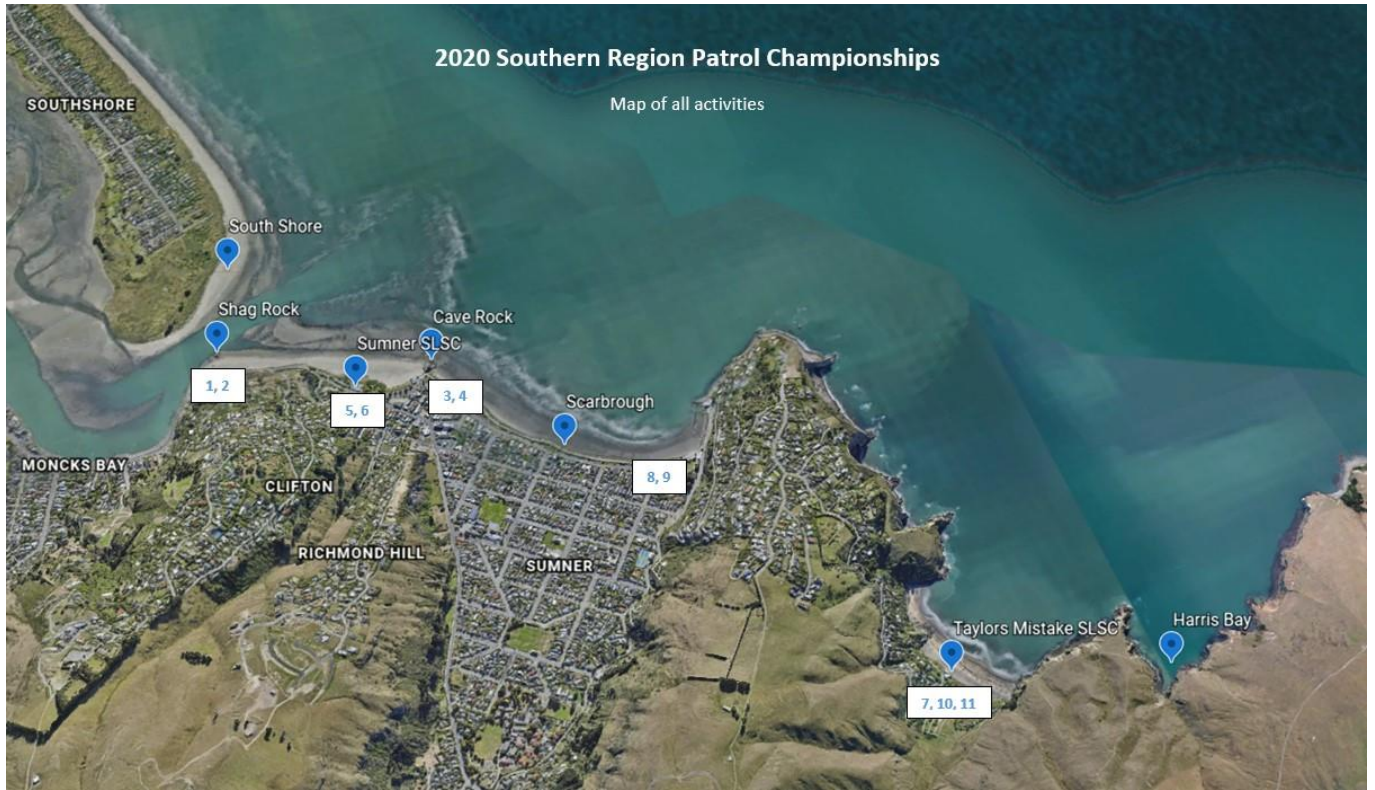 2020 Southern Region Patrol Championships
Map of all activities
SOUTHSHORE
South Shore
Shag Rock
Cave Rock
Sumner SLSC
1, 2
3, 4
5, 6
Scarbrough
MONCKS BAY
8, 9
CLIFTON
RICHMOND HILL
SUMNER
Taylors Mistake SLSC
Harris Bay
7, 10, 11